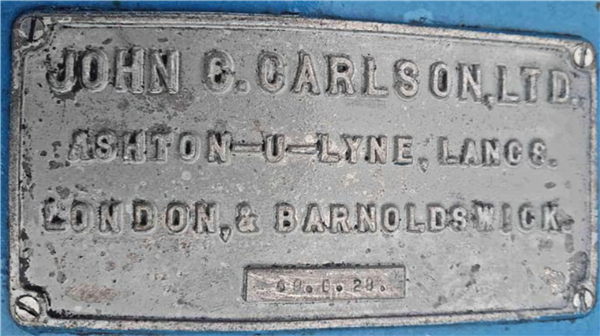 JOHN C. CARLSON, LTD.
ASHTON-U-LYNE, LANCS.
LONDON, & BARNOLDSWICK.